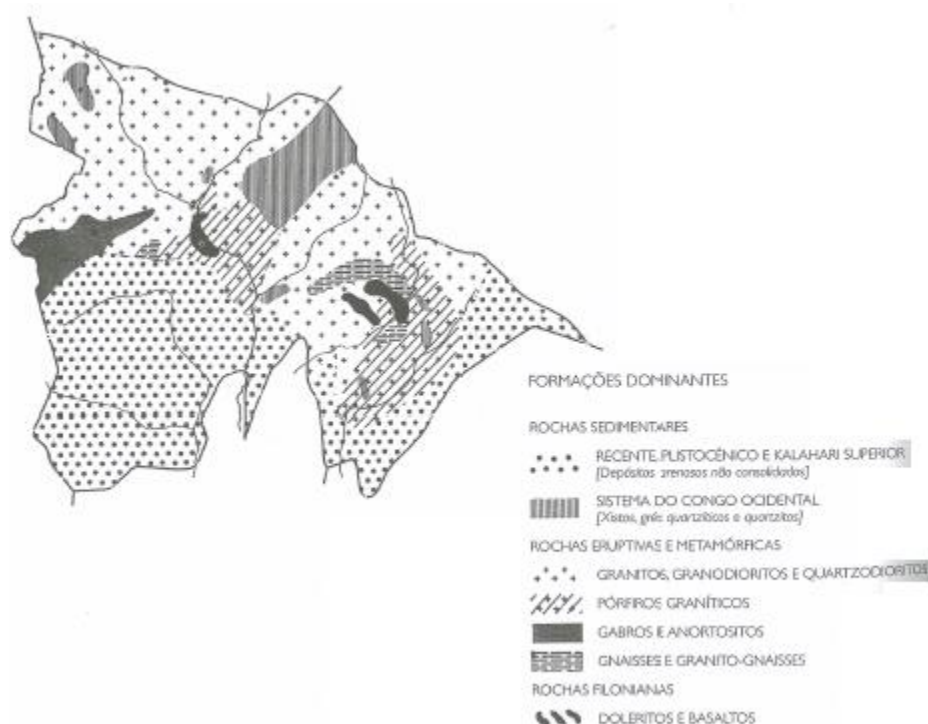 FORMAÇÕES DOMINANTES
ROCHAS SEDIMENTARES
RECENTE, PLISTOCÉNICO E KALAHARI SUPERIOR
[Depósitos arenosos não consolidados]
SISTEMA DO CONGO OCIDENTAL
[Xistos, grés quartzíticos e quartzitos]
ROCHAS ERUPTIVAS E METAMÓRFICAS
GRANITOS, GRANODIORITOS E QUARTZODIORITOS
PÓRFIROS GRANÍTICOS
GABROS E ANORTOSITOS
GNAISSES E GRANITO-GNAISSES
ROCHAS FILONIANAS
DOLERITOS E BASALTOS